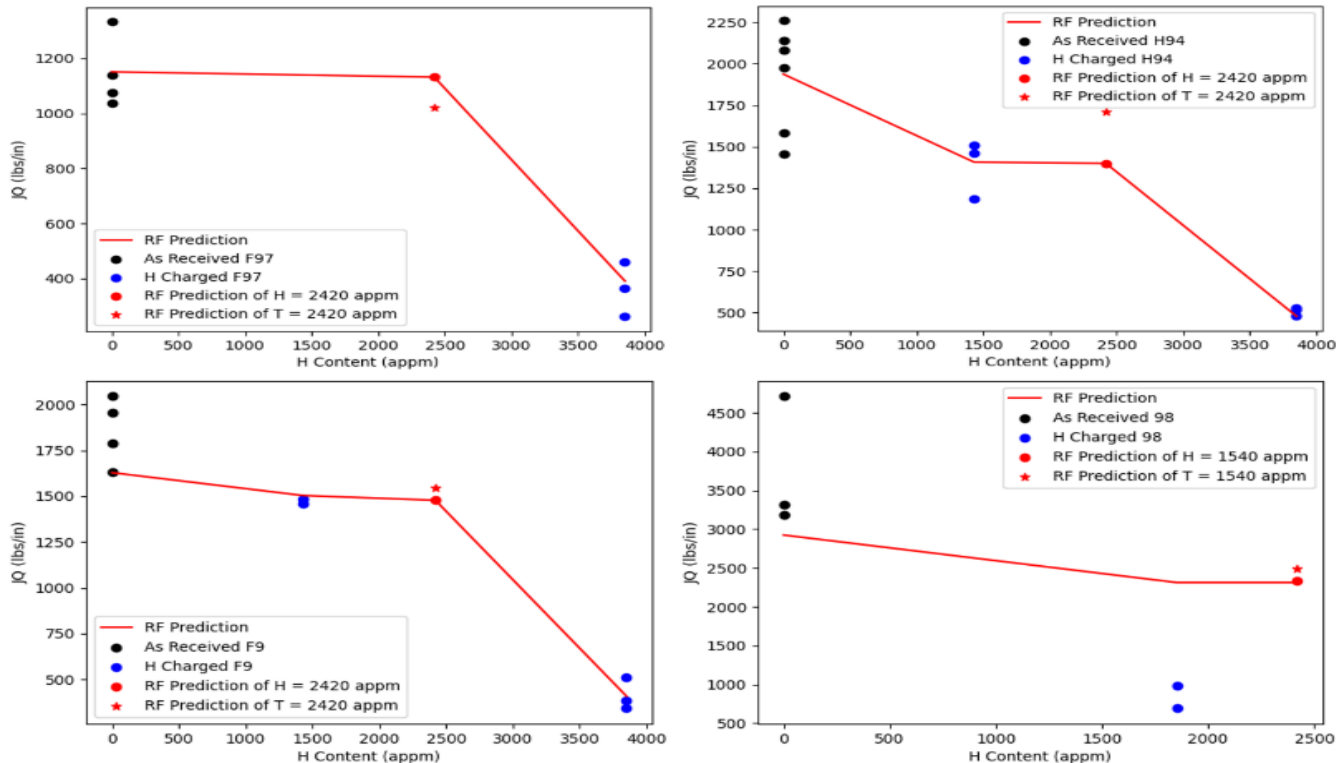 1200
1000
800
600
400
JQ (lbs/in)
RF Prediction
As Received F97
H Charged F97
RF Prediction of H = 2420 appm
RF Prediction of T = 2420 appm
0 500 1000 1500 2000 2500 3000 3500 4000
H Content (appm)
2250
2000
1750
1500
1250
1000
750
500
JQ (lbs/in)
RF Prediction
As Received H94
H Charged H94
RF Prediction of H = 2420 appm
RF Prediction of T = 2420 appm
0 500 1000 1500 2000 2500 3000 3500 4000
H Content (appm)
2000
1750
1500
1250
1000
750
500
JQ (lbs/in)
RF Prediction
As Received F9
H Charged F9
RF Prediction of H = 2420 appm
RF Prediction of T = 2420 appm
0 500 1000 1500 2000 2500 3000 3500 4000
H Content (appm)
4500
4000
3500
3000
2500
2000
1500
1000
500
JQ (lbs/in)
RF Prediction
As Received 98
H Charged 98
RF Prediction of H = 1540 appm
RF Prediction of T = 1540 appm
0 500 1000 1500 2000 2500
H Content (appm)